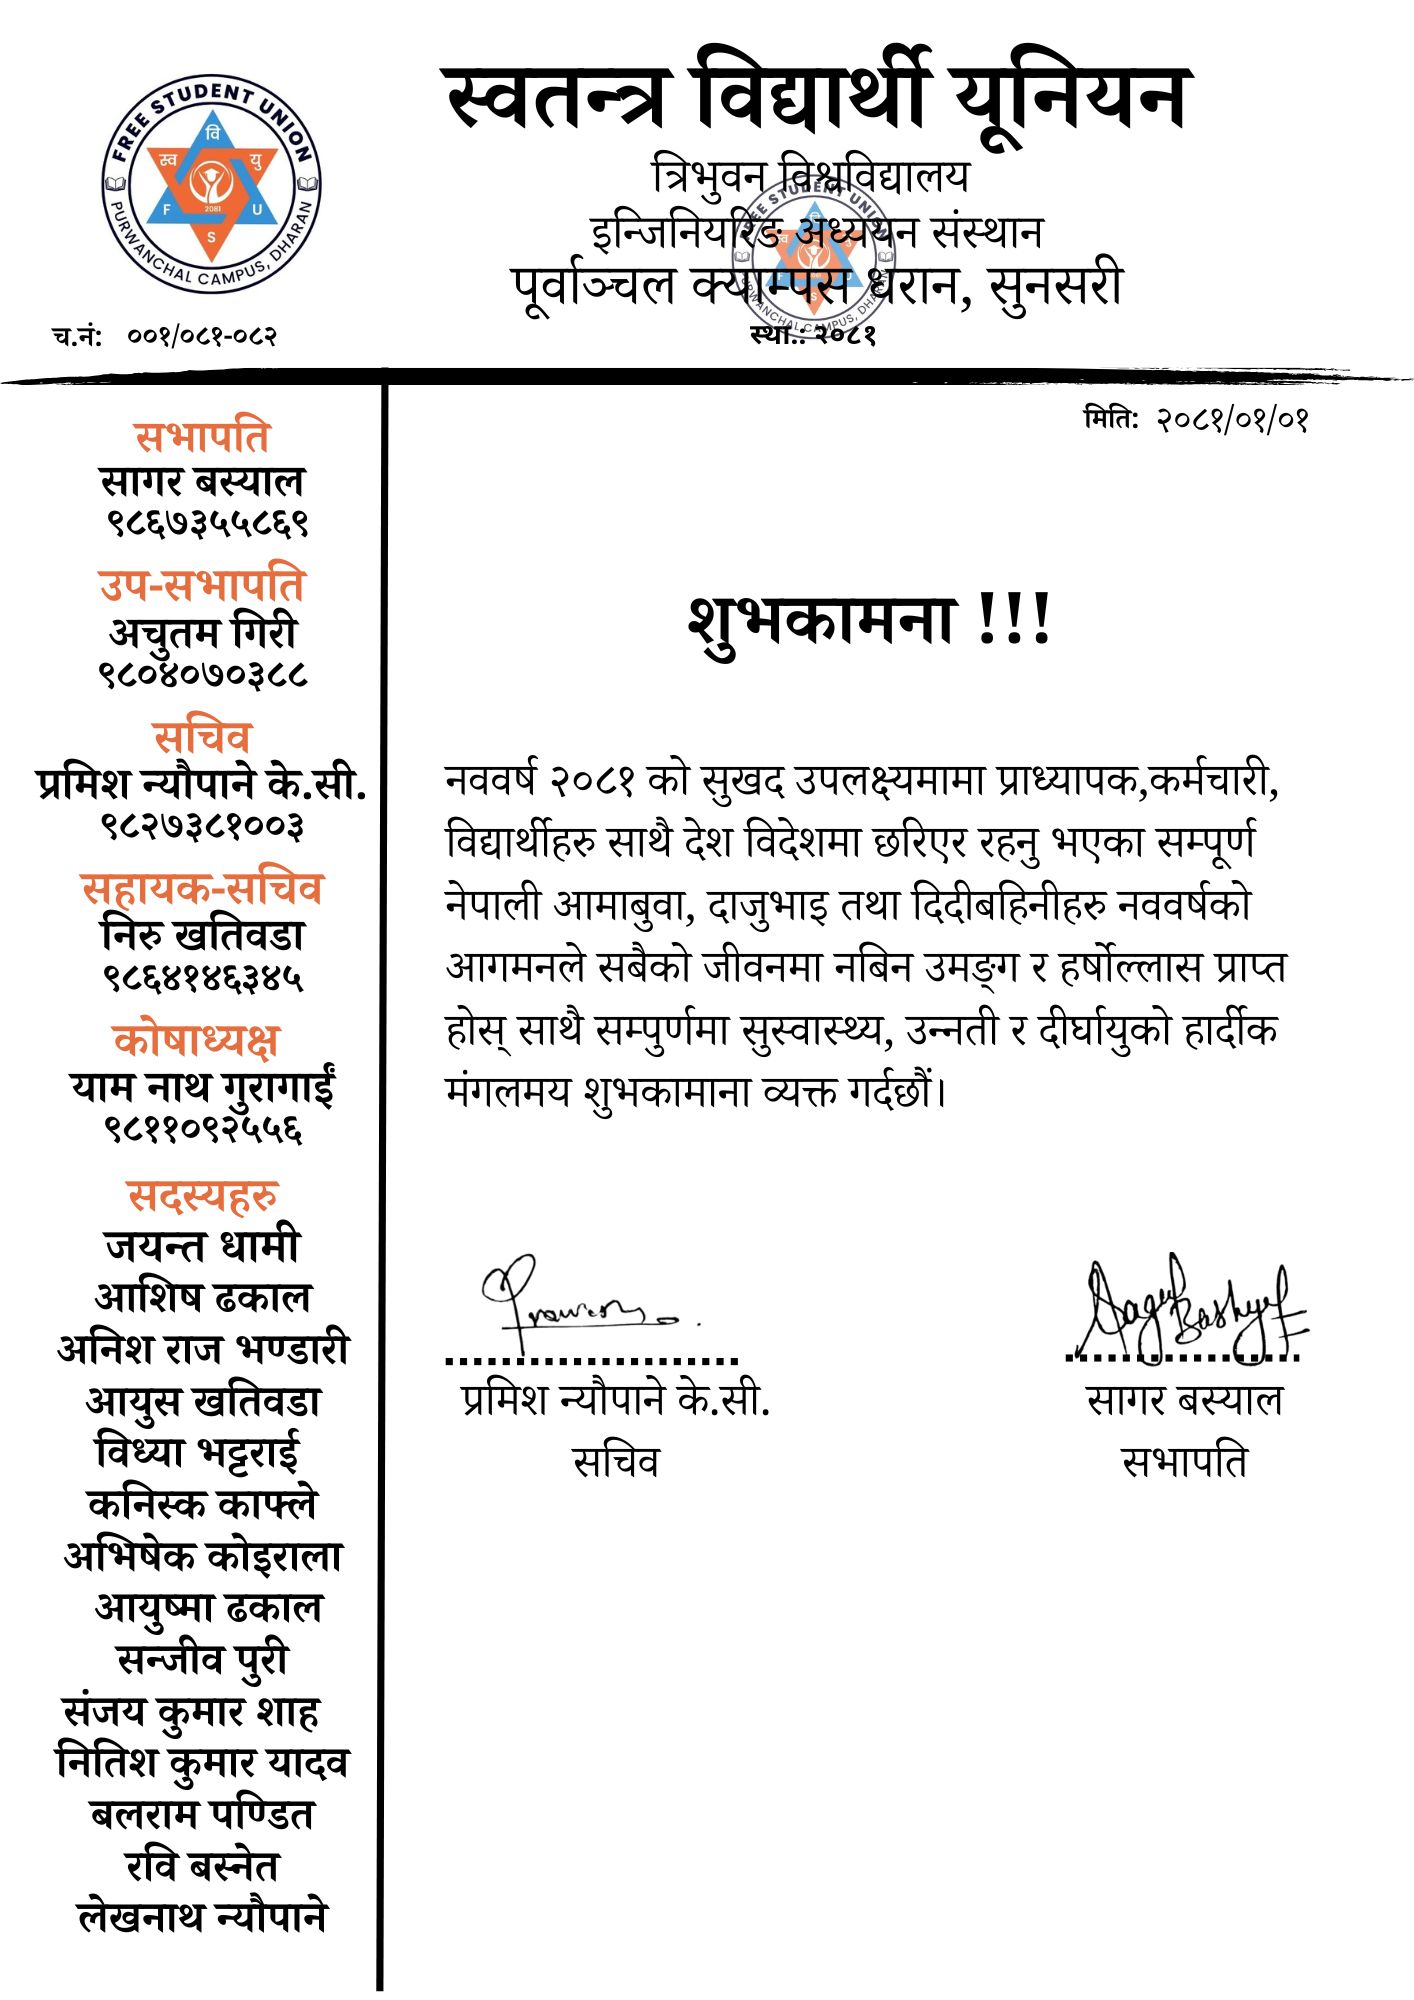 FREE STUDENT UNION
वि
स्व
यु
2081
F
U
S
PURWANCHAL CAMPUS, DHARAN
स्वतन्त्र विद्यार्थी यूनियन
त्रिभुवन विश्वविद्यालय
इन्जिनियरिङ अध्ययन संस्थान
पूर्वाञ्चल क्याम्पस धरान, सुनसरी
स्था.: २०८१
च.नं: ००१/०८१-०८२
मिति: २०८१/०१/०१
सभापति
सागर बस्याल
९८६७३५५८६९
उप-सभापति
अचुतम गिरी
९८०४०७०३८८
सचिव
प्रमिश न्यौपाने के.सी.
९८२७३८१००३
सहायक-सचिव
निरु खतिवडा
९८६४१४६३४५
कोषाध्यक्ष
याम नाथ गुरागाईं
९८११०९२५५६
सदस्यहरु
जयन्त धामी
आशिष ढकाल
अनिश राज भण्डारी
आयुस खतिवडा
विध्या भट्टराई
कनिस्क काफ्ले
अभिषेक कोइराला
आयुष्मा ढकाल
सन्जीव पुरी
संजय कुमार शाह
नितिश कुमार यादव
बलराम पण्डित
रवि बस्नेत
लेखनाथ न्यौपाने
शुभकामना !!!
नववर्ष २०८१ को सुखद उपलक्ष्यमामा प्राध्यापक,कर्मचारी,
विद्यार्थीहरु साथै देश विदेशमा छरिएर रहनु भएका सम्पूर्ण
नेपाली आमाबुवा, दाजुभाइ तथा दिदीबहिनीहरु नववर्षको
आगमनले सबैको जीवनमा नबिन उमङ्ग र हर्षोल्लास प्राप्त
होस् साथै सम्पुर्णमा सुस्वास्थ्य, उन्नती र दीर्घायुको हार्दीक
मंगलमय शुभकामाना व्यक्त गर्दछौं।
प्रमिश न्यौपाने के.सी.
सचिव
सागर बस्याल
सभापति